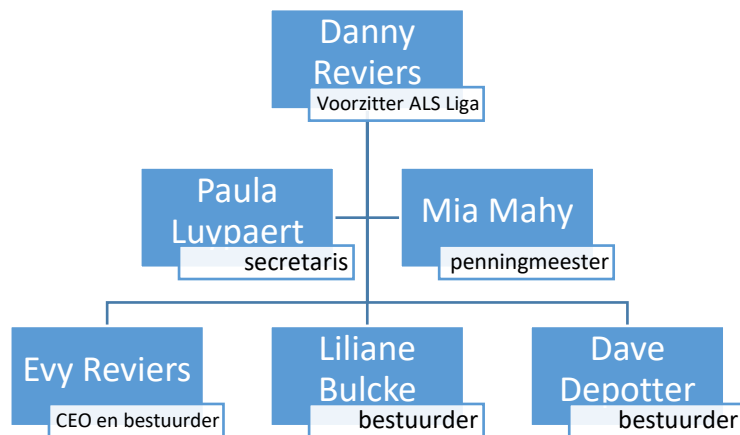 Danny
Reviers
Voorzitter ALS Liga
Paula
Luypaert
secretaris
Mia Mahy
penningmeester
Evy Reviers
CEO en bestuurder
Liliane
Bulcke
bestuurder
Dave
Depotter
bestuurder